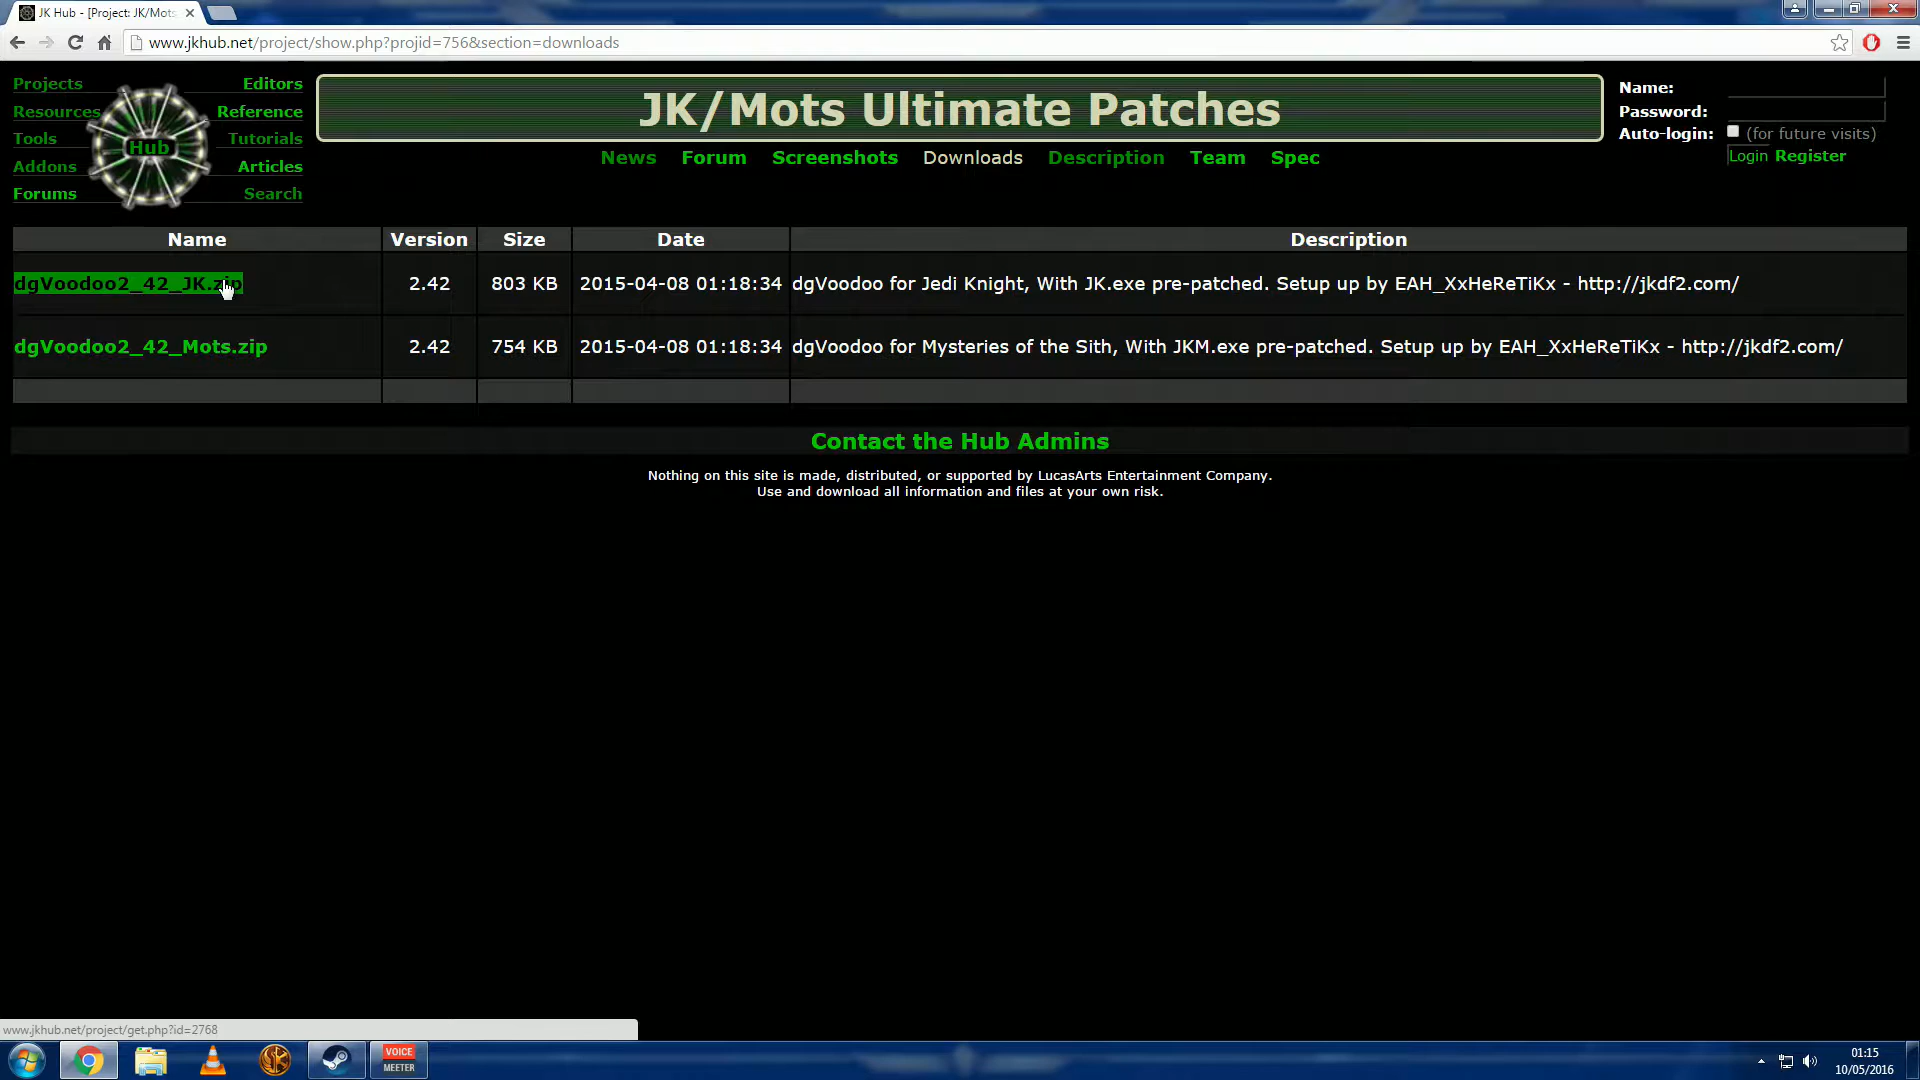 JK Hub - [Project: JK/Mots
www.jkhub.net/project/show.php?projid=756&section=downloads
Projects
Editors
Resources
Reference
Tools
Hub
Tutorials
Addons
Articles
Forums
Search
JK/Mots Ultimate Patches
News Forum Screenshots Downloads Description Team Spec
Name:
Password:
Auto-login: (for future visits)
Login Register
Name Version Size Date Description
dgVoodoo2_42_JK.zip 2.42 803 KB 2015-04-08 01:18:34 dgVoodoo for Jedi Knight, With JK.exe pre-patched. Setup up by EAH_XxHeReTiKx - http://jkdf2.com/
dgVoodoo2_42_Mots.zip 2.42 754 KB 2015-04-08 01:18:34 dgVoodoo for Mysteries of the Sith, With JKM.exe pre-patched. Setup up by EAH_XxHeReTiKx - http://jkdf2.com/
Contact the Hub Admins
Nothing on this site is made, distributed, or supported by LucasArts Entertainment Company.
Use and download all information and files at your own risk.
www.jkhub.net/project/get.php?id=2768
VOICE
MEETER
01:15
10/05/2016